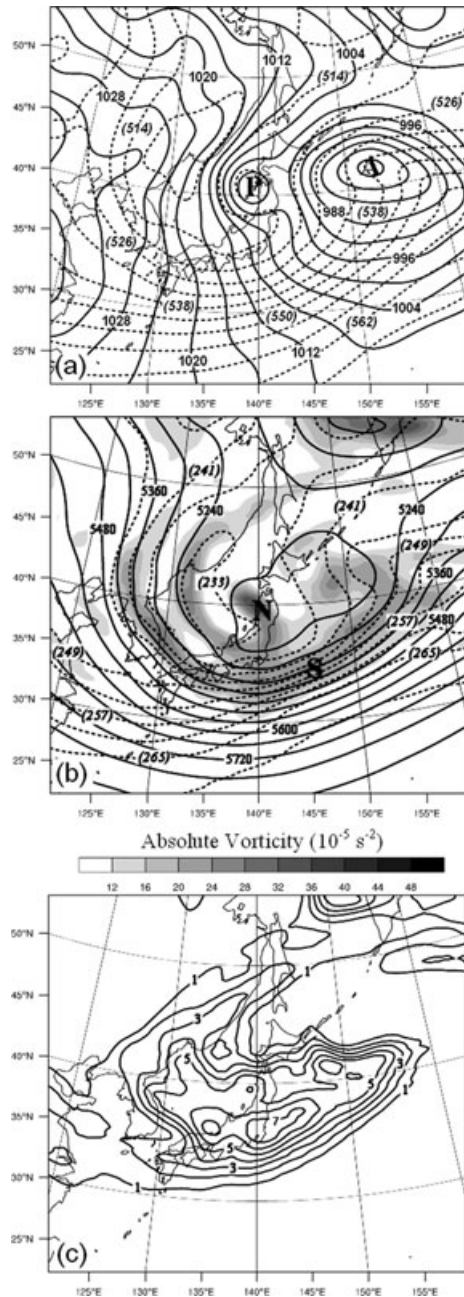 50°N
45°N
40°N
35°N
30°N
25°N
1020
1012
1004
(514)
(526)
1028
(514)
996
P
A
988
(538)
(526)
996
(538)
(550)
1004
1028
(562)
1020
1012
(a)
125°E 130°E 135°E 140°E 145°E 150°E 155°E
50°N
45°N
40°N
35°N
30°N
25°N
(241)
5360
(241)
5480
5240
5240
(249)
(233)
5360
N
(257)
5480
(249)
S
(265)
(257)
5600
(265)
5720
(b)
125°E 130°E 135°E 140°E 145°E 150°E 155°E
Absolute Vorticity (10⁻⁵ s⁻²)
12 16 20 24 28 32 36 40 44 48
50°N
45°N
40°N
35°N
30°N
25°N
1
1
3
5
3
5
1
7
5
3
1
(c)
125°E 130°E 135°E 140°E 145°E 150°E 155°E